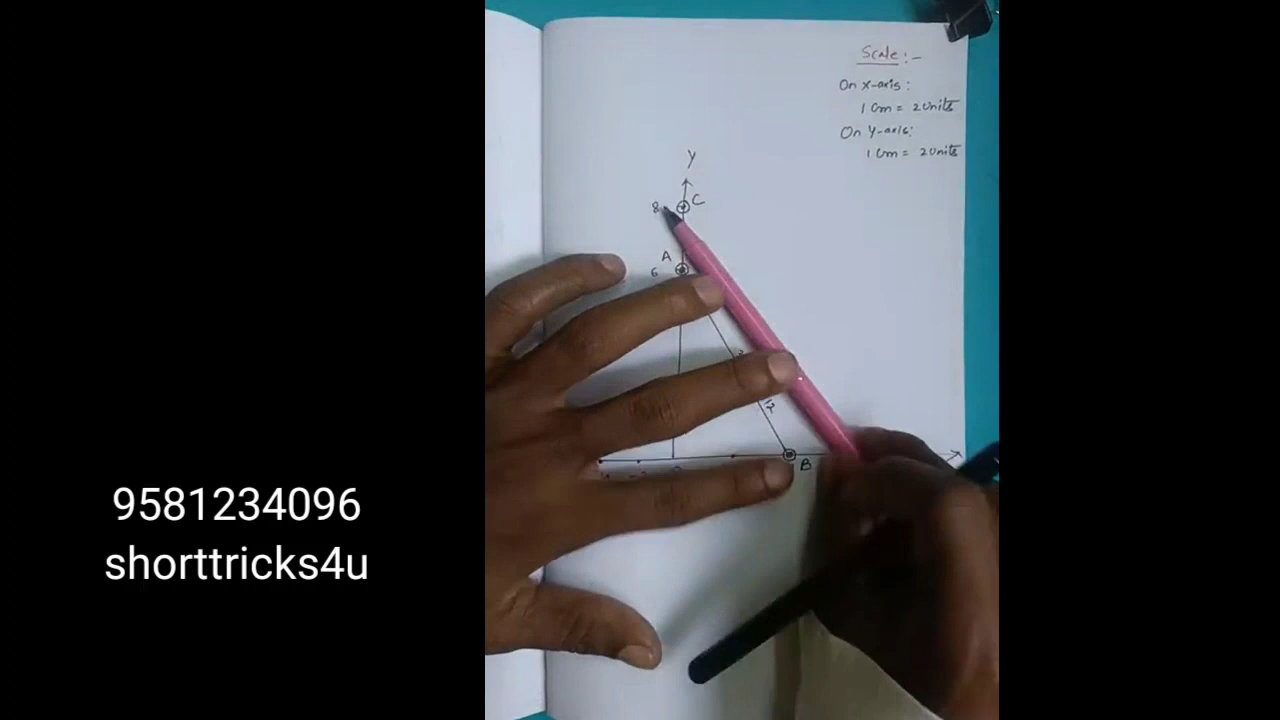 Scale:-
On x-axis:
1 Cm = 2 Units
On Y-axis:
1 Cm = 2 Units
Y
8 C
A
6
B
9581234096
shorttricks4u